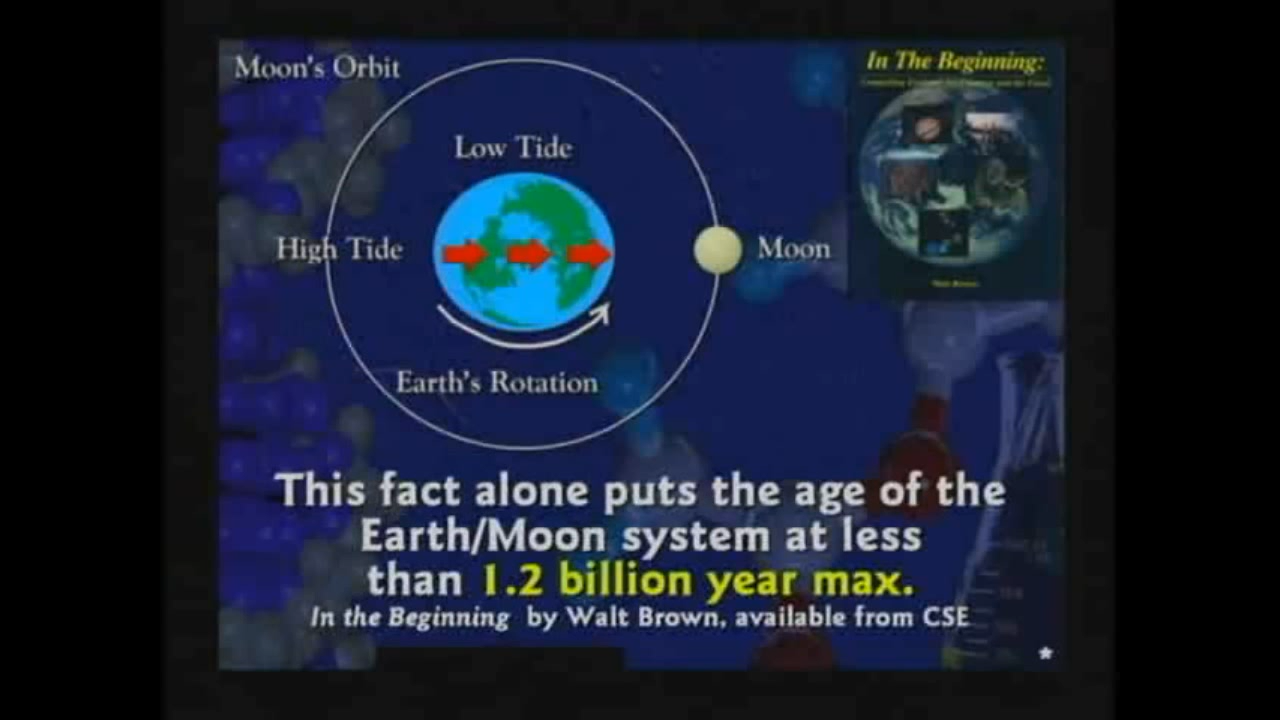 Moon's Orbit
In The Beginning:
Low Tide
High Tide
Moon
Earth's Rotation
This fact alone puts the age of the
Earth/Moon system at less
than 1.2 billion year max.
In the Beginning by Walt Brown, available from CSE
*